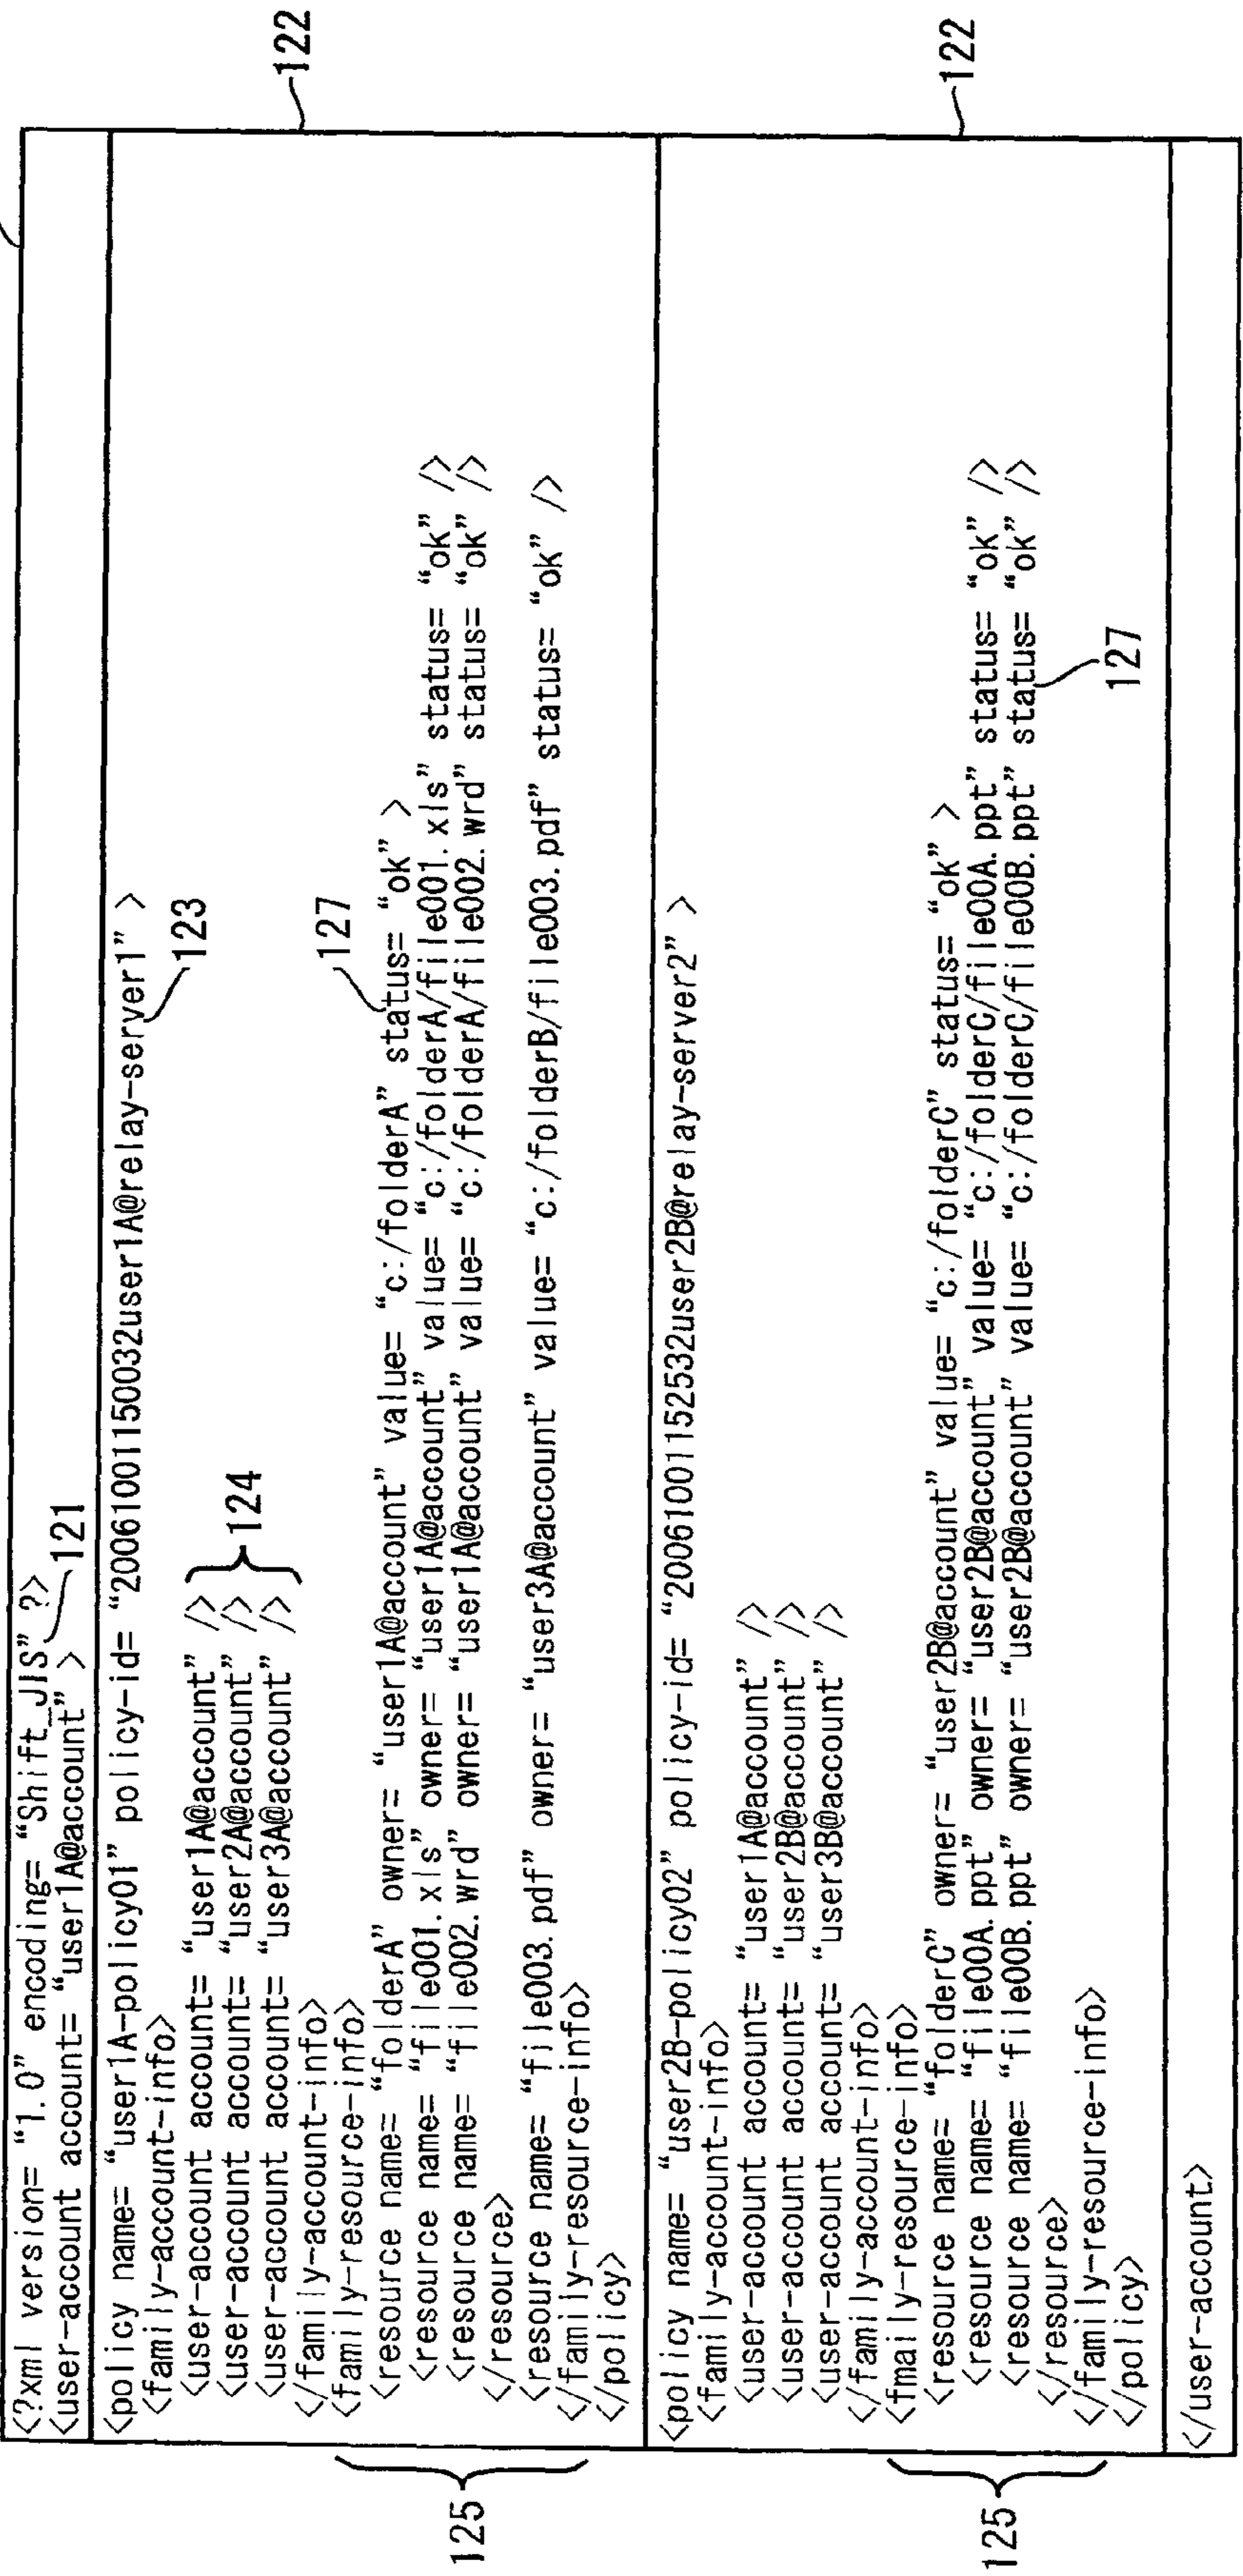 <?xml version= “1.0” encoding= “Shift_JIS” ?>
<user-account account= “user1A@account” >
121
<policy name= “user1A-policy01” policy-id= “20061001150032user1A@relay-server1” >
123
122
<family-account-info>
<user-account account= “user1A@account” />
<user-account account= “user2A@account” />
<user-account account= “user3A@account” />
124
</family-account-info>
<family-resource-info>
127
<resource name= “folderA” owner= “user1A@account” value= “c:/folderA” status= “ok” >
<resource name= “file001.xls” owner= “user1A@account” value= “c:/folderA/file001.xls” status= “ok” />
<resource name= “file002.wrd” owner= “user1A@account” value= “c:/folderA/file002.wrd” status= “ok” />
</resource>
<resource name= “file003.pdf” owner= “user3A@account” value= “c:/folderB/file003.pdf” status= “ok” />
</family-resource-info>
125
</policy>
<policy name= “user2B-policy02” policy-id= “20061001152532user2B@relay-server2” >
122
<family-account-info>
<user-account account= “user1A@account” />
<user-account account= “user2B@account” />
<user-account account= “user3B@account” />
</family-account-info>
<fmaily-resource-info>
<resource name= “folderC” owner= “user2B@account” value= “c:/folderC” status= “ok” >
<resource name= “file00A.ppt” owner= “user2B@account” value= “c:/folderC/file00A.ppt” status= “ok” />
<resource name= “file00B.ppt” owner= “user2B@account” value= “c:/folderC/file00B.ppt” status= “ok” />
127
</resource>
</family-resource-info>
125
</policy>
</user-account>